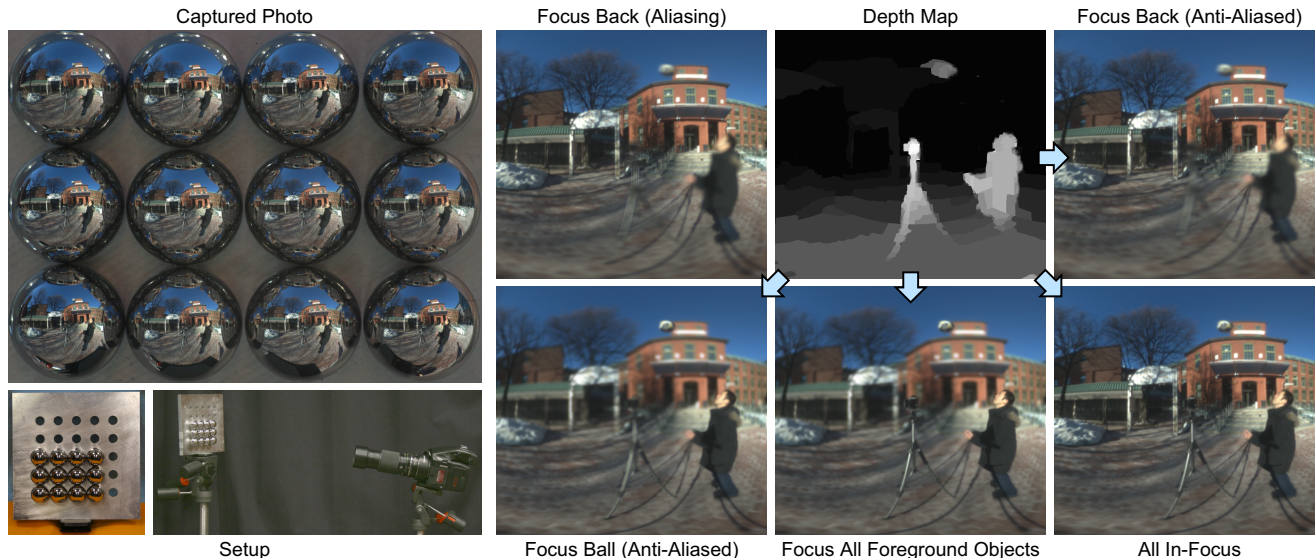 Captured Photo
Focus Back (Aliasing)
Depth Map
Focus Back (Anti-Aliased)
Setup
Focus Ball (Anti-Aliased)
Focus All Foreground Objects
All In-Focus